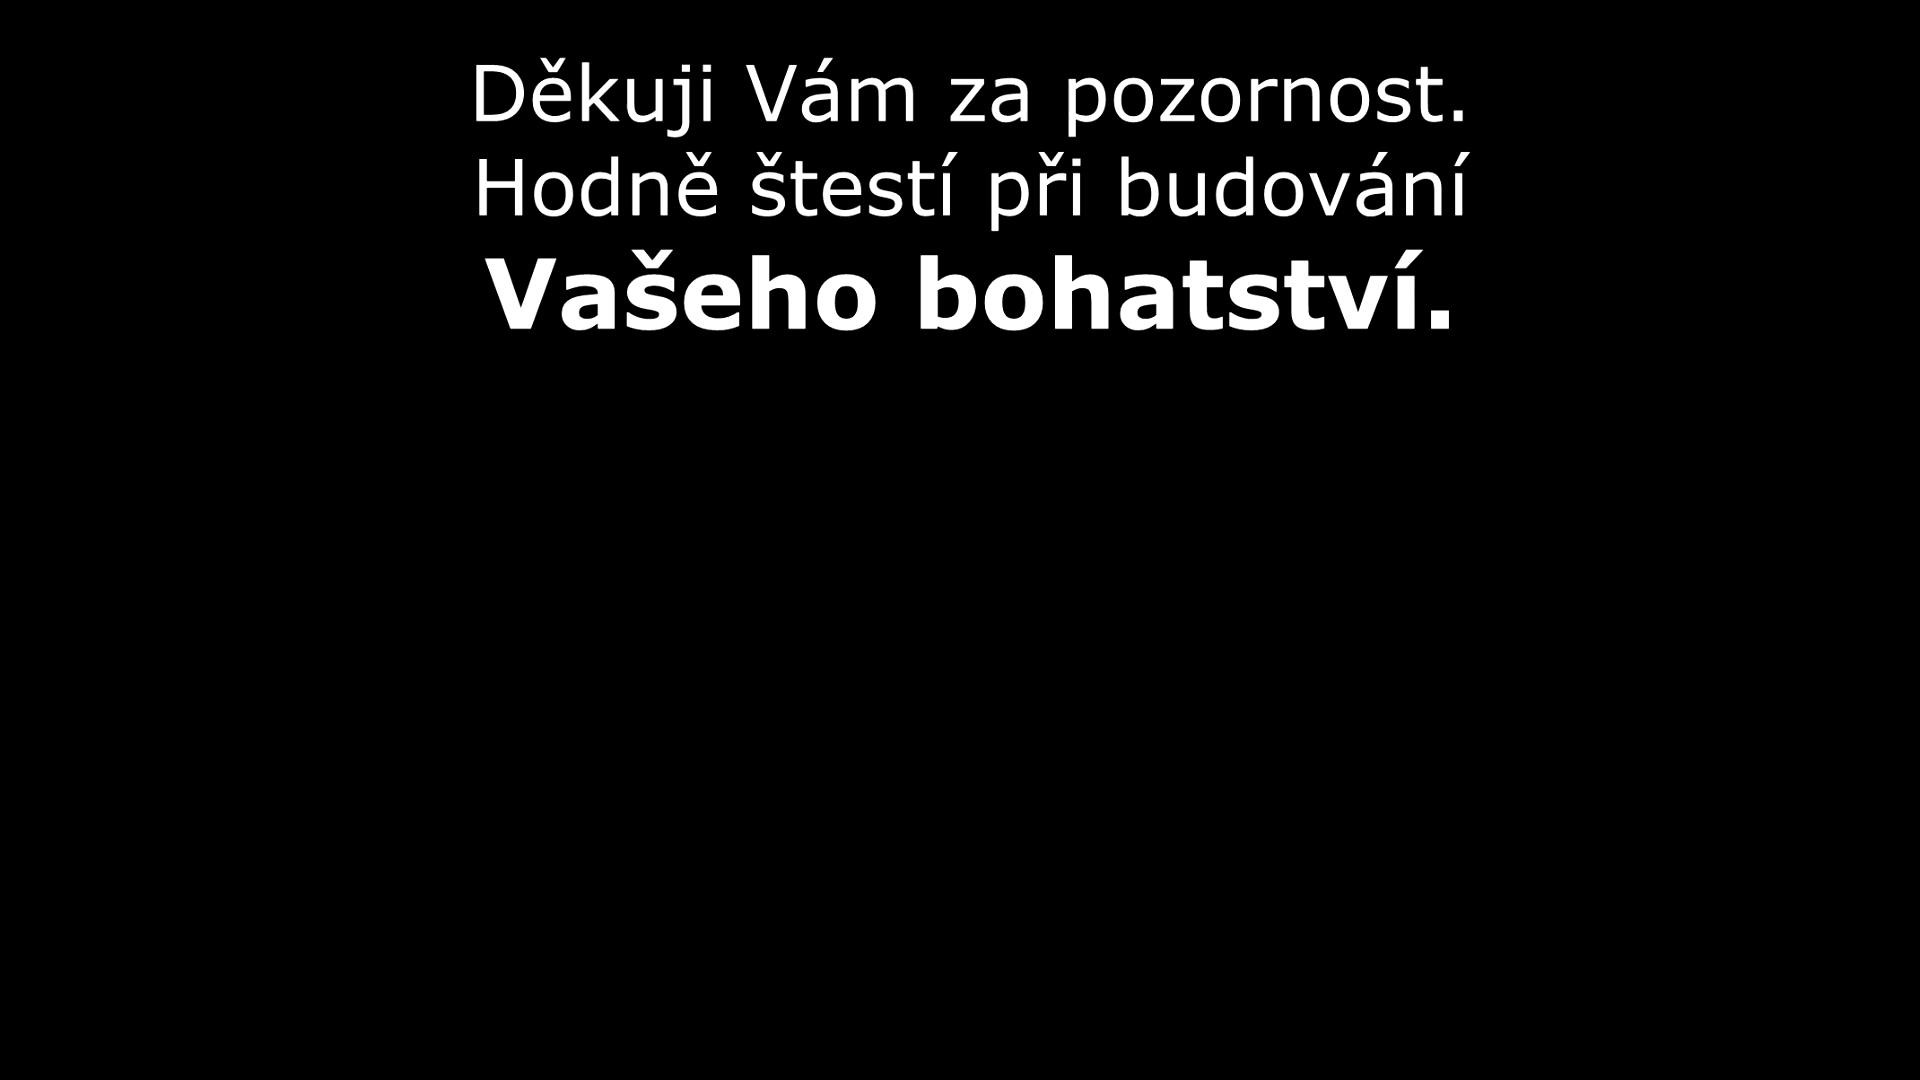 Děkuji Vám za pozornost.
Hodně štestí při budování
Vašeho bohatství.